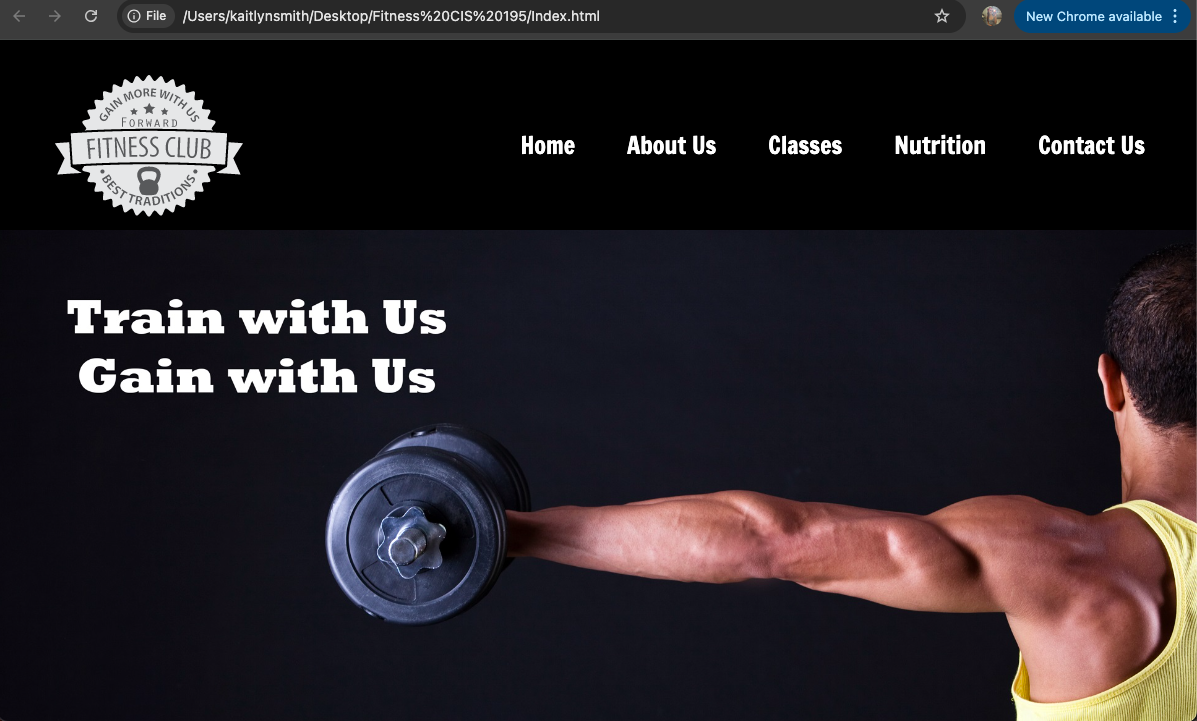 File /Users/kaitlynsmith/Desktop/Fitness%20CIS%20195/Index.html New Chrome available
GAIN MORE WITH US
FORWARD
FITNESS CLUB
BEST TRADITIONS
Home About Us Classes Nutrition Contact Us
Train with Us
Gain with Us